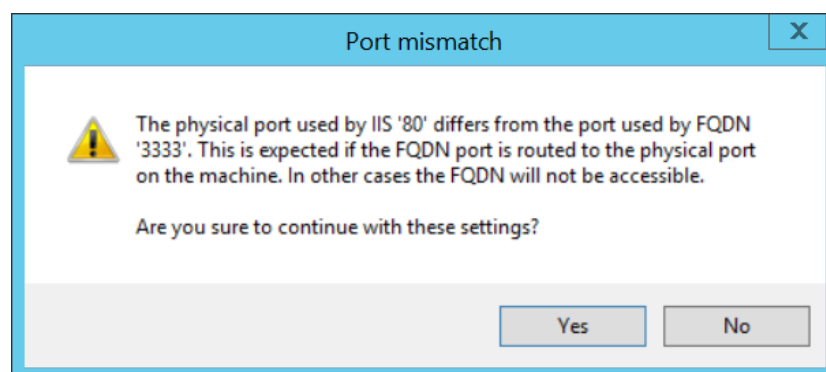 Port mismatch
X
The physical port used by IIS '80' differs from the port used by FQDN
'3333'. This is expected if the FQDN port is routed to the physical port
on the machine. In other cases the FQDN will not be accessible.
Are you sure to continue with these settings?
Yes
No